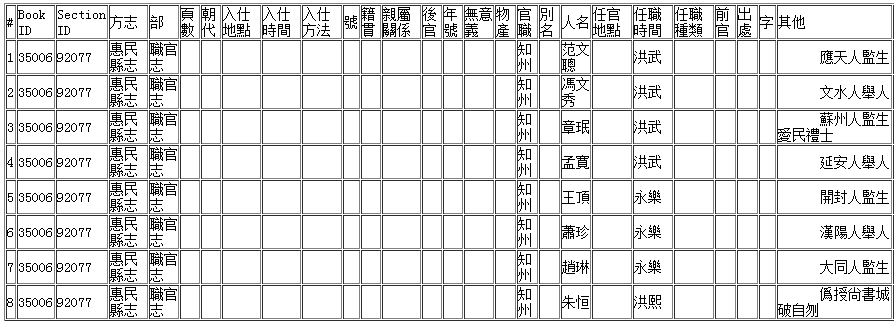 # Book ID Section ID 方志 部 頁數 朝代 入仕地點 入仕時間 入仕方法 號 籍貫 親屬關係 後官 年號 無意義 物產 官職 別名 人名 任官地點 任職時間 任職種類 前官 出處 字 其他
1 35006 92077 惠民縣志 職官志 知州 范文聰 洪武 應天人監生
2 35006 92077 惠民縣志 職官志 知州 馮文秀 洪武 文水人舉人
3 35006 92077 惠民縣志 職官志 知州 章珉 洪武 蘇州人監生愛民禮士
4 35006 92077 惠民縣志 職官志 知州 孟寬 洪武 延安人舉人
5 35006 92077 惠民縣志 職官志 知州 王頂 永樂 開封人監生
6 35006 92077 惠民縣志 職官志 知州 蕭珍 永樂 漢陽人舉人
7 35006 92077 惠民縣志 職官志 知州 趙琳 永樂 大同人監生
8 35006 92077 惠民縣志 職官志 知州 朱恒 洪熙 僞授尚書城破自刎